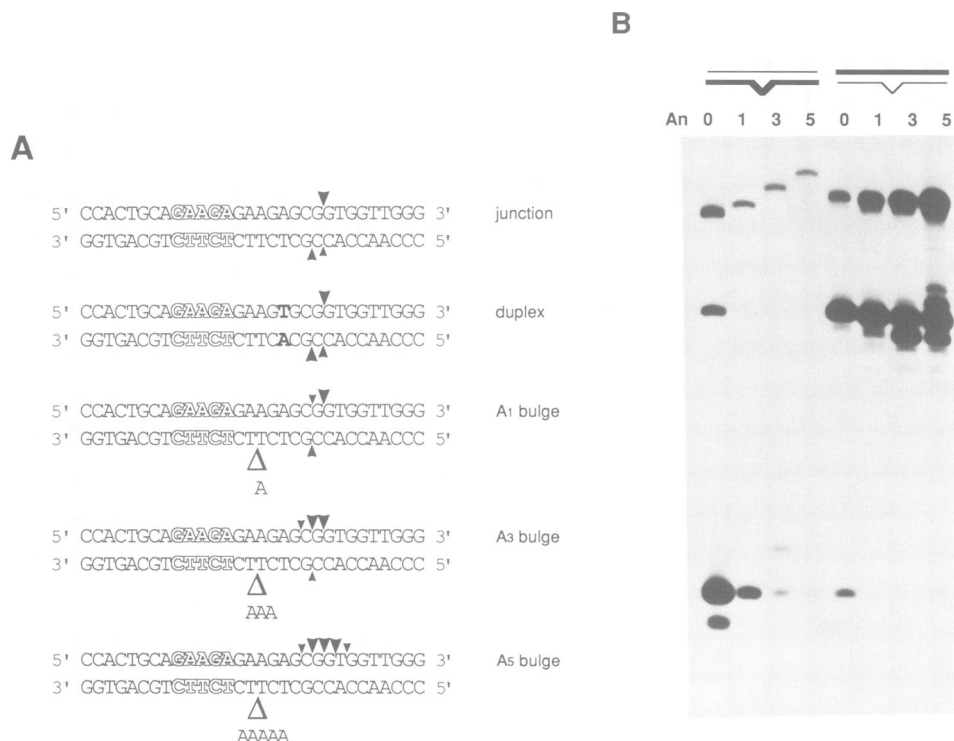 B
An 0 1 3 5 0 1 3 5
A
5' CCACTGCAGAAGAGAAGAGCGGTGGTTGGG 3' junction
3' GGTGACGTCTTCTCTTCTCGCCACCAACCC 5'
5' CCACTGCAGAAGAGAAGTGCGGTGGTTGGG 3' duplex
3' GGTGACGTCTTCTCTTCACGCCACCAACCC 5'
5' CCACTGCAGAAGAGAAGAGCGGTGGTTGGG 3' A1 bulge
3' GGTGACGTCTTCTCTTCTCGCCACCAACCC 5'
A
5' CCACTGCAGAAGAGAAGAGCGGTGGTTGGG 3' A3 bulge
3' GGTGACGTCTTCTCTTCTCGCCACCAACCC 5'
AAA
5' CCACTGCAGAAGAGAAGAGCGGTGGTTGGG 3' A5 bulge
3' GGTGACGTCTTCTCTTCTCGCCACCAACCC 5'
AAAAA